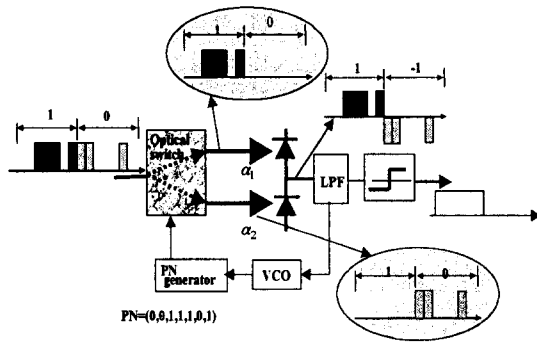 1 0
1 -1
1 0
Optical
switch
α1
LPF
α2
1 0
PN
generator
VCO
PN=(0,0,1,1,1,0,1)